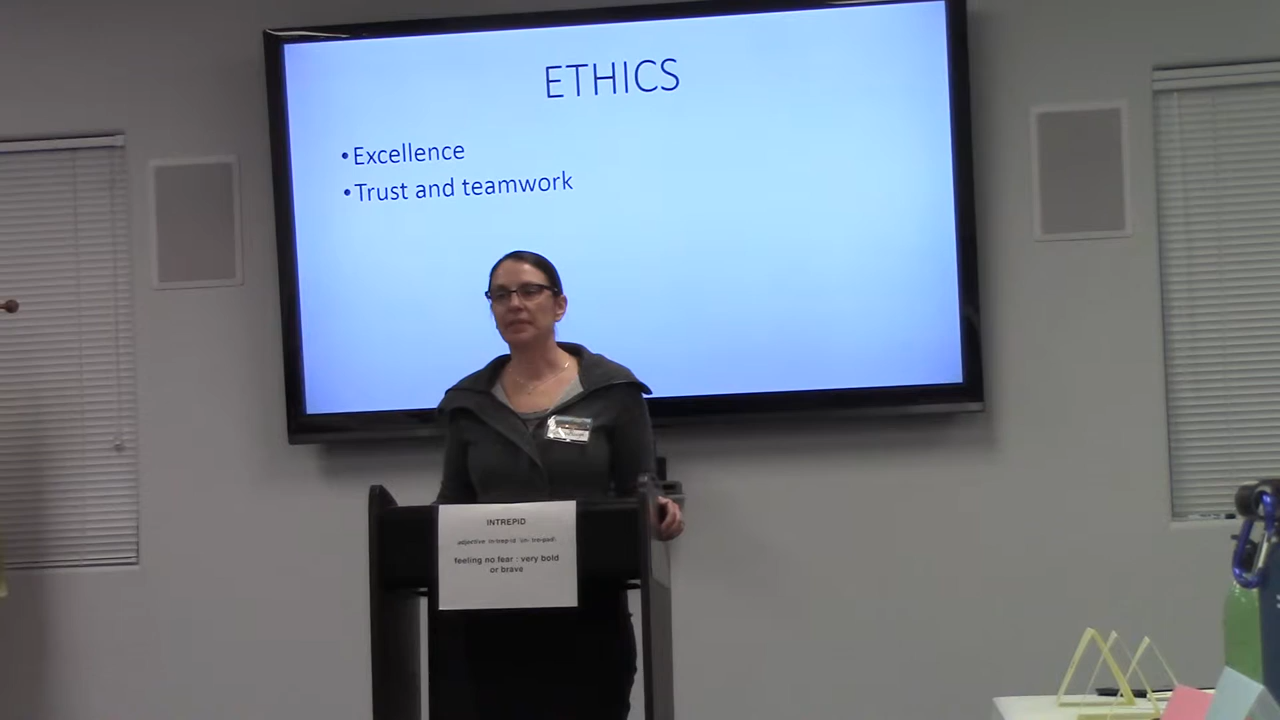 ETHICS
•Excellence
•Trust and teamwork
INTREPID
feeling no fear : very bold
or brave